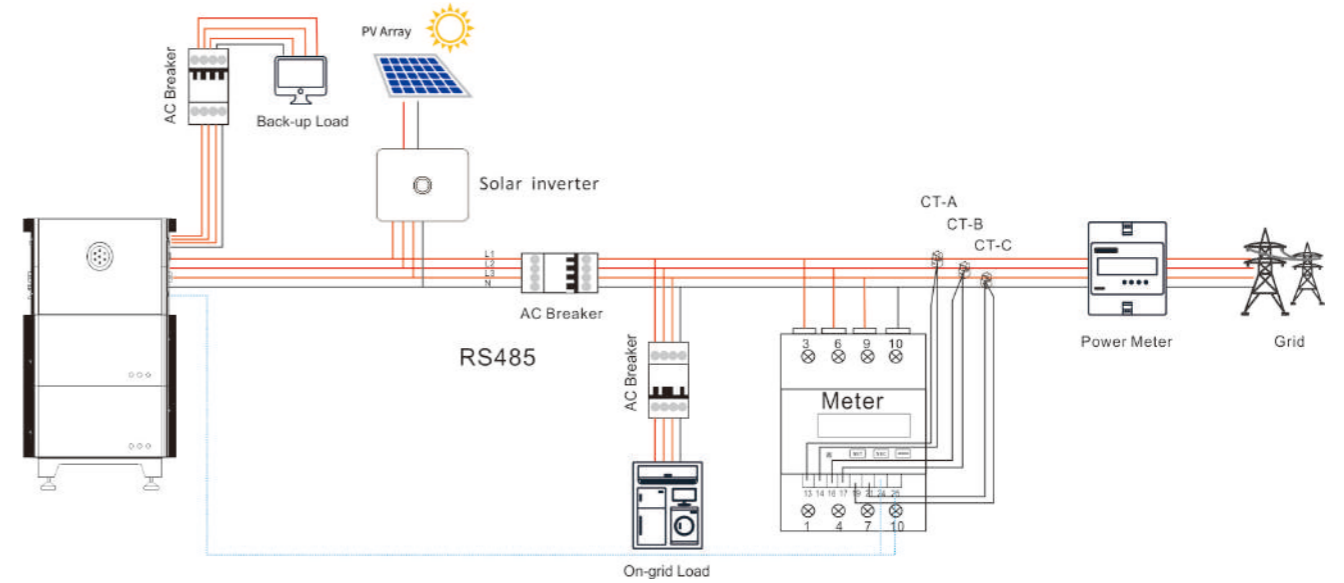 PV Array
AC Breaker
Back-up Load
Solar inverter
CT-A
CT-B
CT-C
L1
L2
L3
N
AC Breaker
Power Meter
Grid
RS485
AC Breaker
3 6 9 10
Meter
SET ESC
13 14 16 17 19 21 24 25
1 4 7 10
On-grid Load